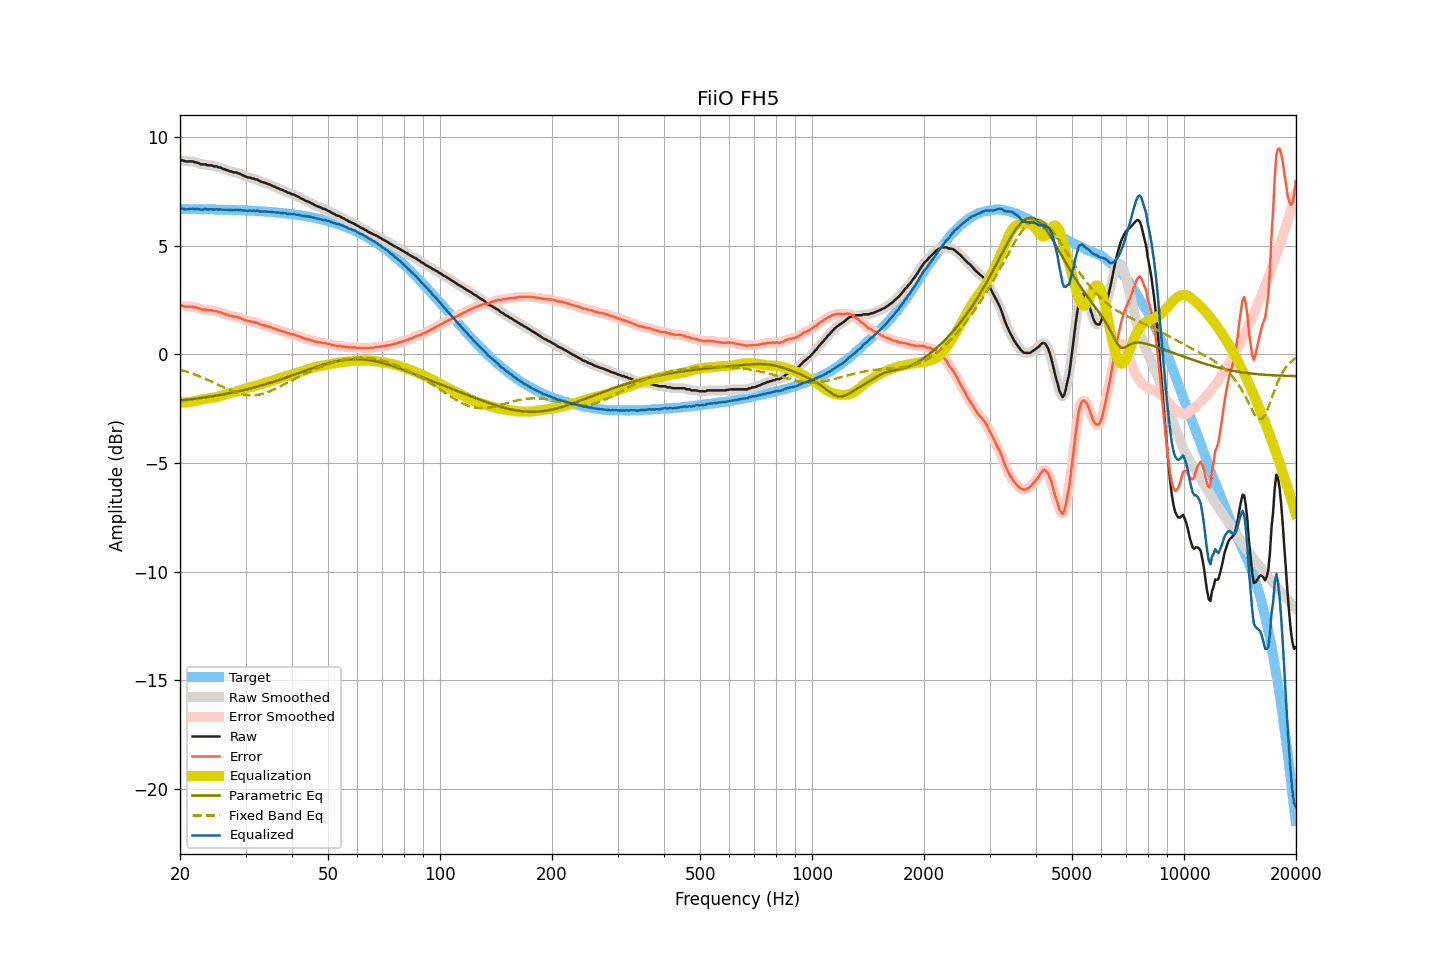 FiiO FH5
10
5
0
−5
−10
−15
−20
Amplitude (dBr)
Target
Raw Smoothed
Error Smoothed
Raw
Error
Equalization
Parametric Eq
Fixed Band Eq
Equalized
20 50 100 200 500 1000 2000 5000 10000 20000
Frequency (Hz)